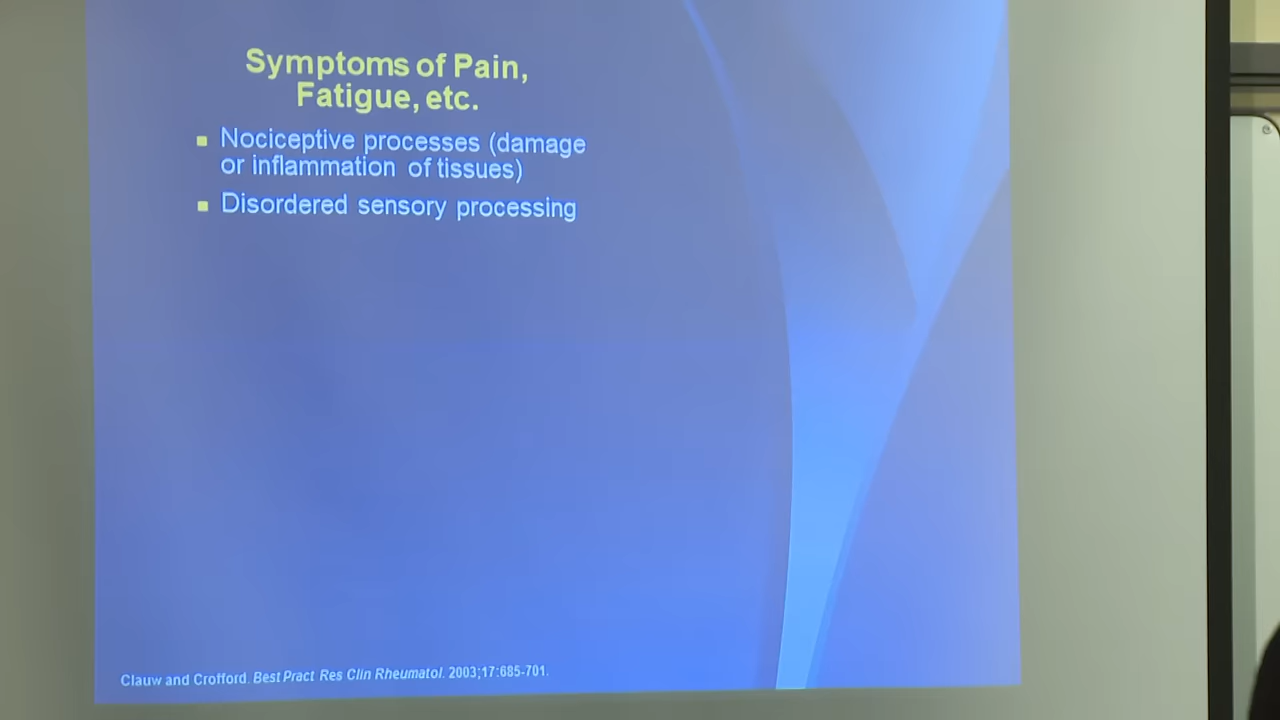 Symptoms of Pain,
Fatigue, etc.
Nociceptive processes (damage
or inflammation of tissues)
Disordered sensory processing
Clauw and Crofford. Best Pract Res Clin Rheumatol. 2003;17:685-701.